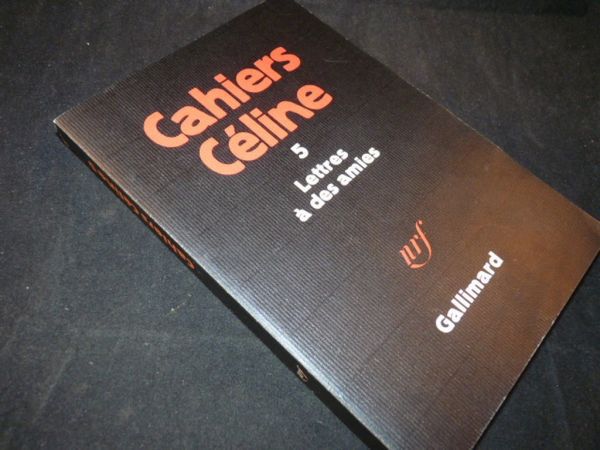 Cahiers
Céline
5
Lettres
à des amies
nrf
Gallimard